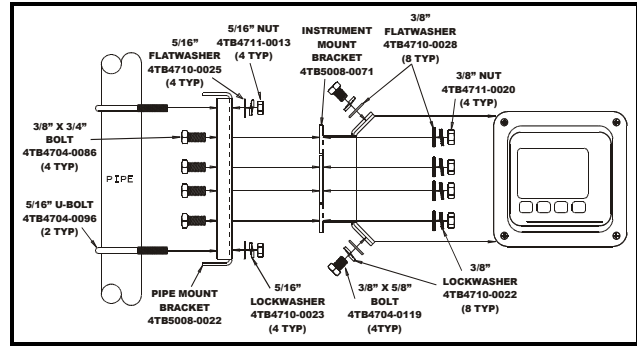 5/16” NUT
4TB4711-0013
(4 TYP)
5/16”
FLATWASHER
4TB4710-0025
(4 TYP)
INSTRUMENT
MOUNT
BRACKET
4TB5008-0071
3/8”
FLATWASHER
4TB4710-0028
(8 TYP)
3/8” NUT
4TB4711-0020
(4 TYP)
3/8” X 3/4”
BOLT
4TB4704-0086
(4 TYP)
PIPE
5/16” U-BOLT
4TB4704-0096
(2 TYP)
PIPE MOUNT
BRACKET
4TB5008-0022
5/16”
LOCKWASHER
4TB4710-0023
(4 TYP)
3/8” X 5/8”
BOLT
4TB4704-0119
(4TYP)
3/8”
LOCKWASHER
4TB4710-0022
(8 TYP)